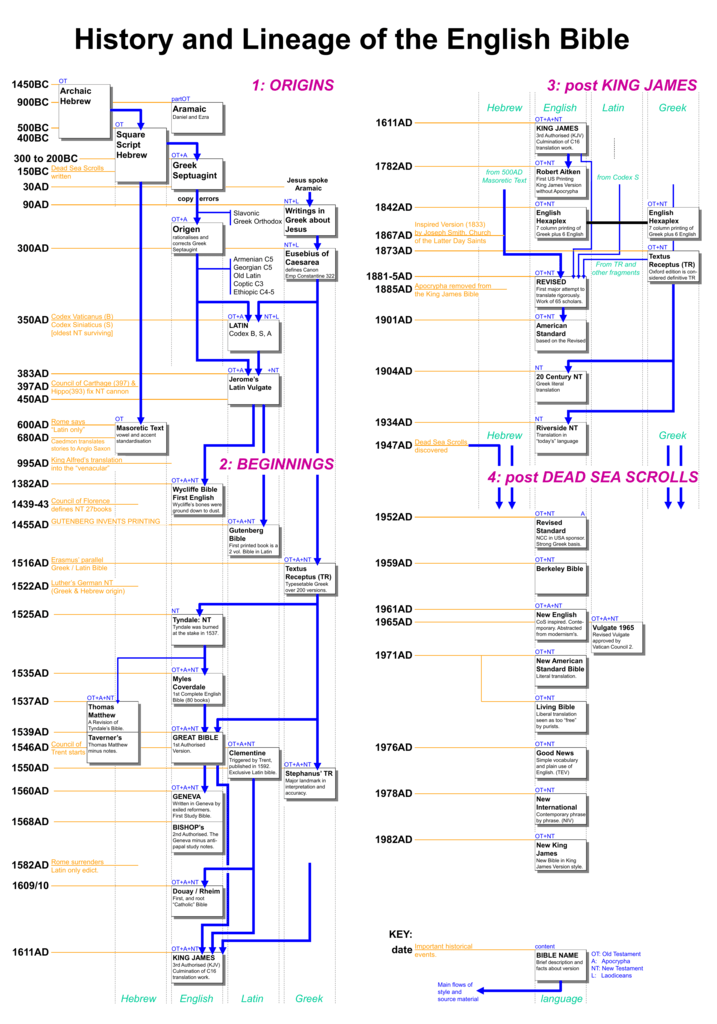 History and Lineage of the English Bible
1: ORIGINS
1450BC
OT
Archaic
Hebrew
900BC
partOT
Aramaic
Daniel and Ezra
500BC
400BC
OT
Square
Script
Hebrew
300 to 200BC
OT+A
Greek
Septuagint
150BC
Dead Sea Scrolls
written
30AD
Jesus spoke
Aramaic
90AD
copy errors
NT+L
Writings in
Greek about
Jesus
OT+A
Origen
rationalises and
corrects Greek
Septaugint
Slavonic
Greek Orthodox
300AD
NT+L
Eusebius of
Caesarea
defines Canon
Emp Constantine 322
Armenian C5
Georgian C5
Old Latin
Coptic C3
Ethiopic C4-5
350AD
Codex Vaticanus (B)
Codex Siniaticus (S)
[oldest NT surviving]
OT+A
NT+L
LATIN
Codex B, S, A
383AD
OT+A
+NT
Jerome's
Latin Vulgate
397AD
Council of Carthage (397) &
Hippo(393) fix NT cannon
450AD
600AD
Rome says
"Latin only"
OT
Masoretic Text
vowel and accent
standardisation
680AD
Caedmon translates
stories to Anglo Saxon
2: BEGINNINGS
995AD
King Alfred's translation
into the "venacular"
1382AD
OT+A+NT
Wycliffe Bible
First English
Wycliffe's bones were
ground down to dust.
1439-43
Council of Florence
defines NT 27books
1455AD
GUTENBERG INVENTS PRINTING
OT+A+NT
Gutenberg
Bible
First printed book is a
2 vol. Bible in Latin
1516AD
Erasmus' parallel
Greek / Latin Bible
OT+A+NT
Textus
Receptus (TR)
Typesetable Greek
over 200 versions.
1522AD
Luther's German NT
(Greek & Hebrew origin)
1525AD
NT
Tyndale: NT
Tyndale was burned
at the stake in 1537.
1535AD
OT+A+NT
Myles
Coverdale
1st Complete English
Bible (80 books)
1537AD
OT+A+NT
Thomas
Matthew
A Revision of
Tyndale's Bible.
1539AD
OT+A+NT
GREAT BIBLE
1st Authorised
Version.
Taverner's
Thomas Matthew
minus notes.
1546AD
Council of
Trent starts
OT+A+NT
Clementine
Triggered by Trent,
published in 1592.
Exclusive Latin bible.
1550AD
OT+A+NT
Stephanus' TR
Major landmark in
interpretation and
accuracy.
1560AD
OT+A+NT
GENEVA
Written in Geneva by
exiled reformers.
First Study Bible.
1568AD
BISHOP's
2nd Authorised. The
Geneva minus anti-
papal study notes.
1582AD
Rome surrenders
Latin only edict.
1609/10
OT+A+NT
Douay / Rheim
First, and root
"Catholic" Bible
1611AD
OT+A+NT
KING JAMES
3rd Authorised (KJV)
Culmination of C16
translation work.
Hebrew
English
Latin
Greek
3: post KING JAMES
Hebrew
English
Latin
Greek
1611AD
OT+A+NT
KING JAMES
3rd Authorised (KJV)
Culmination of C16
translation work.
1782AD
OT+NT
Robert Aitken
First US Printing
King James Version
without Apocrypha
from 500AD
Masoretic Text
from Codex S
1842AD
OT+NT
English
Hexaplex
7 column printing of
Greek plus 6 English
OT+NT
English
Hexaplex
7 column printing of
Greek plus 6 English
1867AD
Inspired Version (1833)
by Joseph Smith, Church
of the Latter Day Saints
1873AD
OT+NT
Textus
Receptus (TR)
Oxford edition is con-
sidered definitive TR
From TR and
other fragments
1881-5AD
OT+NT
REVISED
First major attempt to
translate rigorously.
Work of 65 scholars.
1885AD
Apocrypha removed from
the King James Bible
1901AD
OT+NT
American
Standard
based on the Revised
1904AD
NT
20 Century NT
Greek literal
translation
1934AD
NT
Riverside NT
Translation in
"today's" language
1947AD
Dead Sea Scrolls
discovered
Hebrew
Greek
4: post DEAD SEA SCROLLS
1952AD
OT+NT
A
Revised
Standard
NCC in USA sponsor.
Strong Greek basis.
1959AD
OT+NT
Berkeley Bible
1961AD
OT+A+NT
New English
CoS inspired. Conte-
mporary. Abstracted
from modernism's.
1965AD
OT+A+NT
Vulgate 1965
Revised Vulgate
approved by
Vatican Council 2.
1971AD
OT+NT
New American
Standard Bible
Literal translation.
OT+NT
Living Bible
Liberal translation
seen as too "free"
by purists.
1976AD
OT+NT
Good News
Simple vocabulary
and plain use of
English. (TEV)
1978AD
OT+NT
New
International
Contemporary phrase
by phrase. (NIV)
1982AD
OT+NT
New King
James
New Bible in King
James Version style.
KEY:
date
Important historical
events.
content
BIBLE NAME
Brief description and
facts about version
OT: Old Testament
A: Apocrypha
NT: New Testament
L: Laodiceans
Main flows of
style and
source material
language